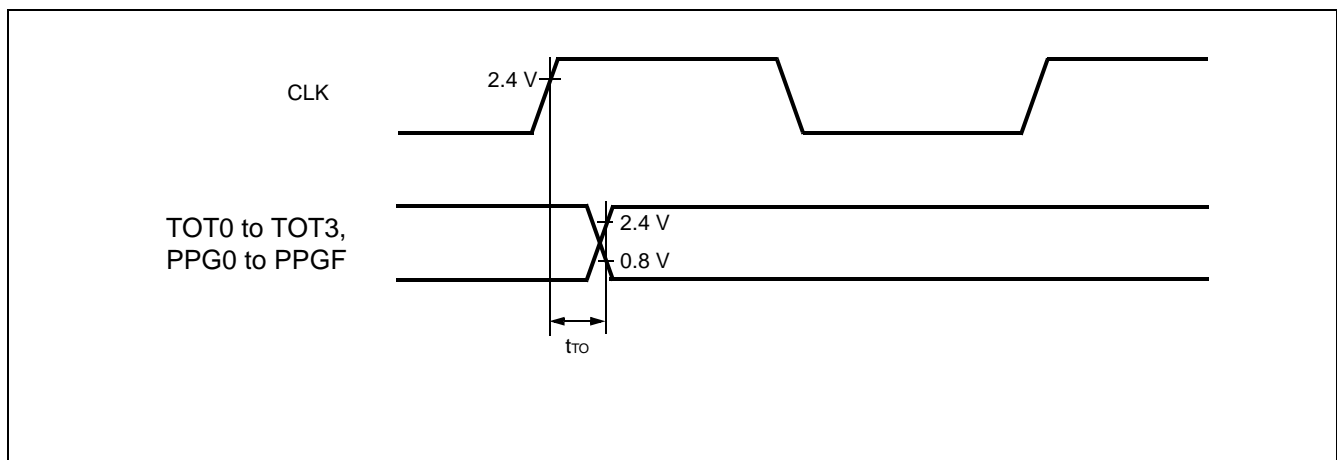 2.4 V
CLK
TOT0 to TOT3,
PPG0 to PPGF
2.4 V
0.8 V
tTO